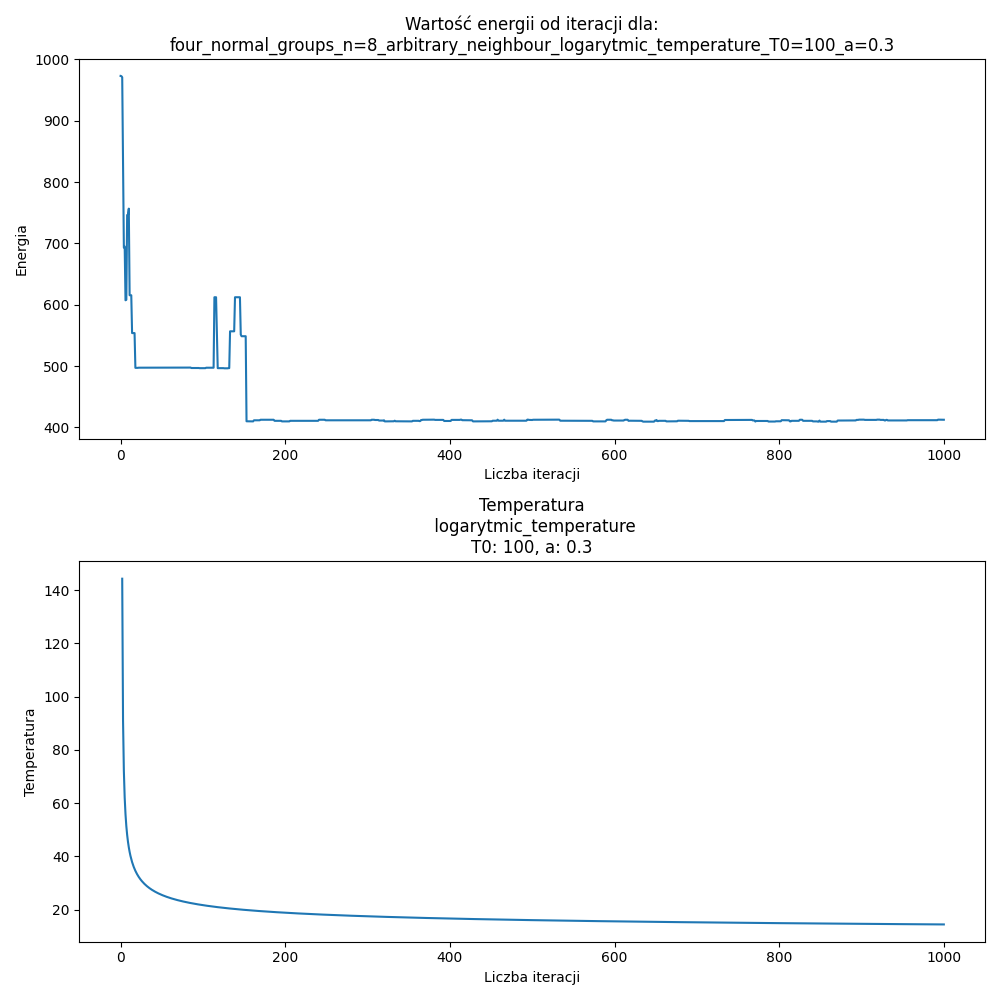 Wartość energii od iteracji dla:
four_normal_groups_n=8_arbitrary_neighbour_logarytmic_temperature_T0=100_a=0.3
1000
900
800
700
600
500
400
Energia
0 200 400 600 800 1000
Liczba iteracji
Temperatura
logarytmic_temperature
T0: 100, a: 0.3
140
120
100
80
60
40
20
Temperatura
0 200 400 600 800 1000
Liczba iteracji